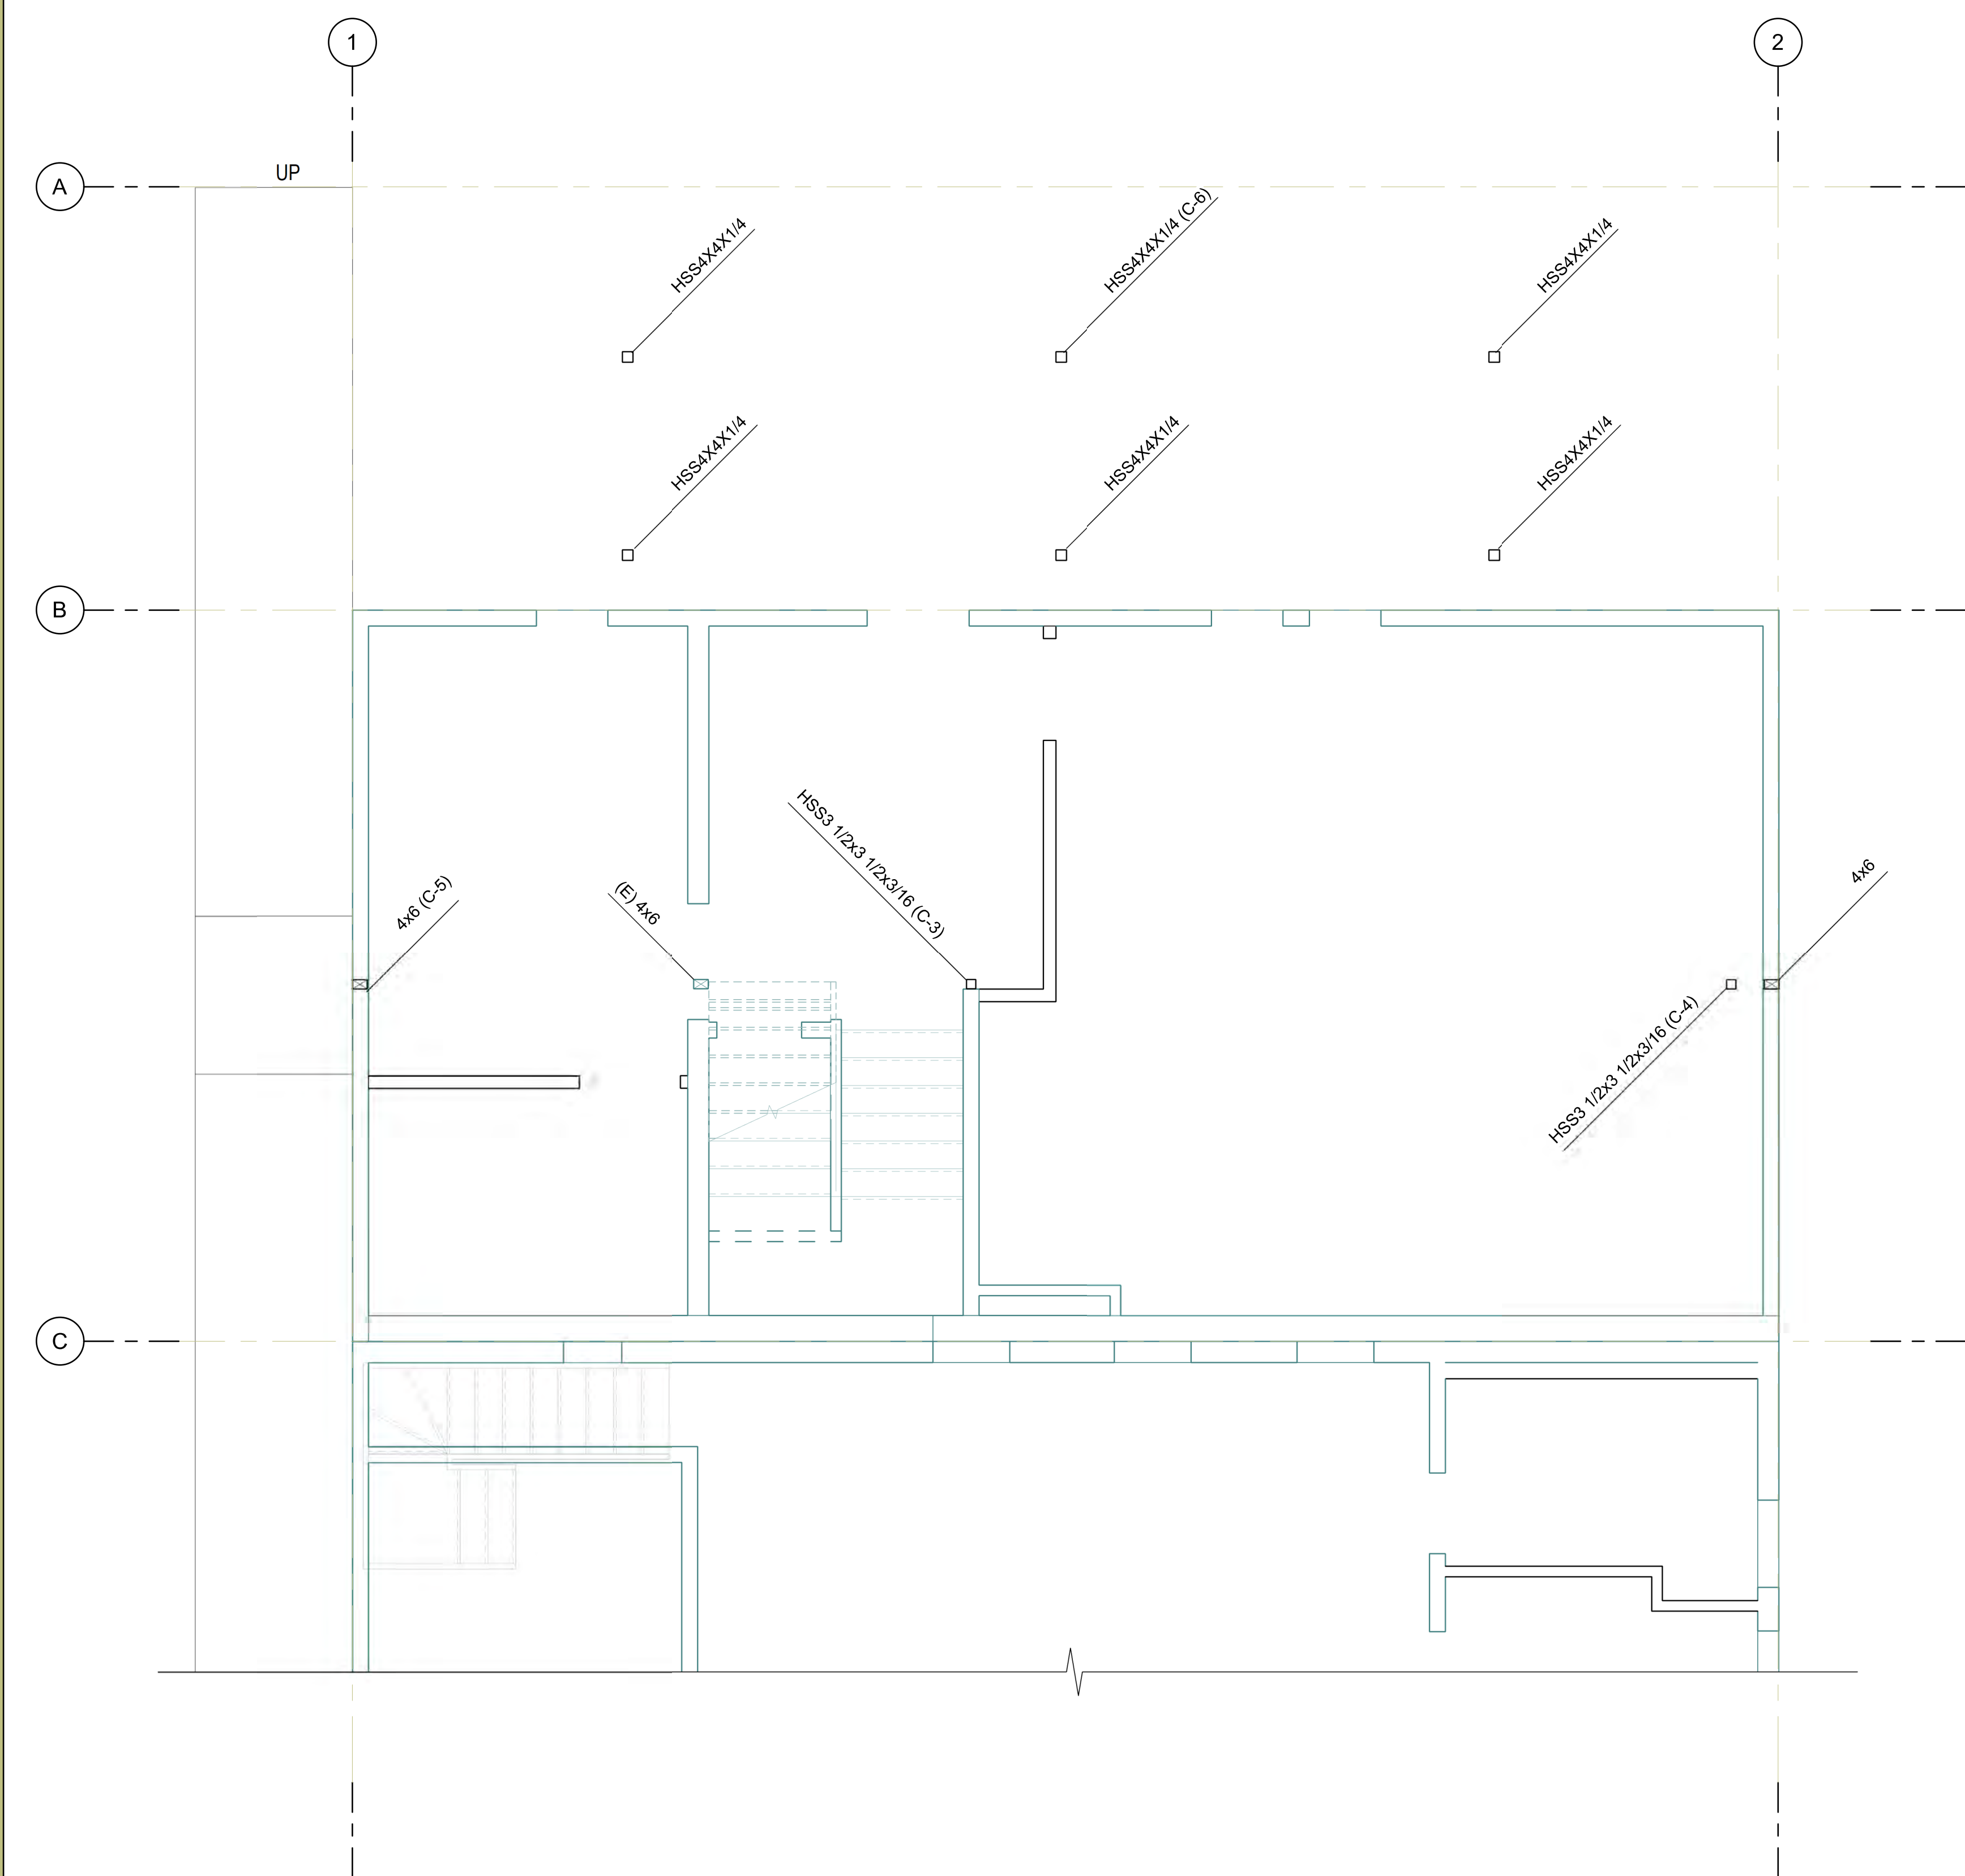 1
2
UP
A
HSS4X4X1/4
HSS4X4X1/4 (C-6)
HSS4X4X1/4
HSS4X4X1/4
HSS4X4X1/4
HSS4X4X1/4
B
HSS3 1/2x3 1/2x3/16 (C-3)
4x6 (C-5)
(E) 4x6
4x6
HSS3 1/2x3 1/2x3/16 (C-4)
C